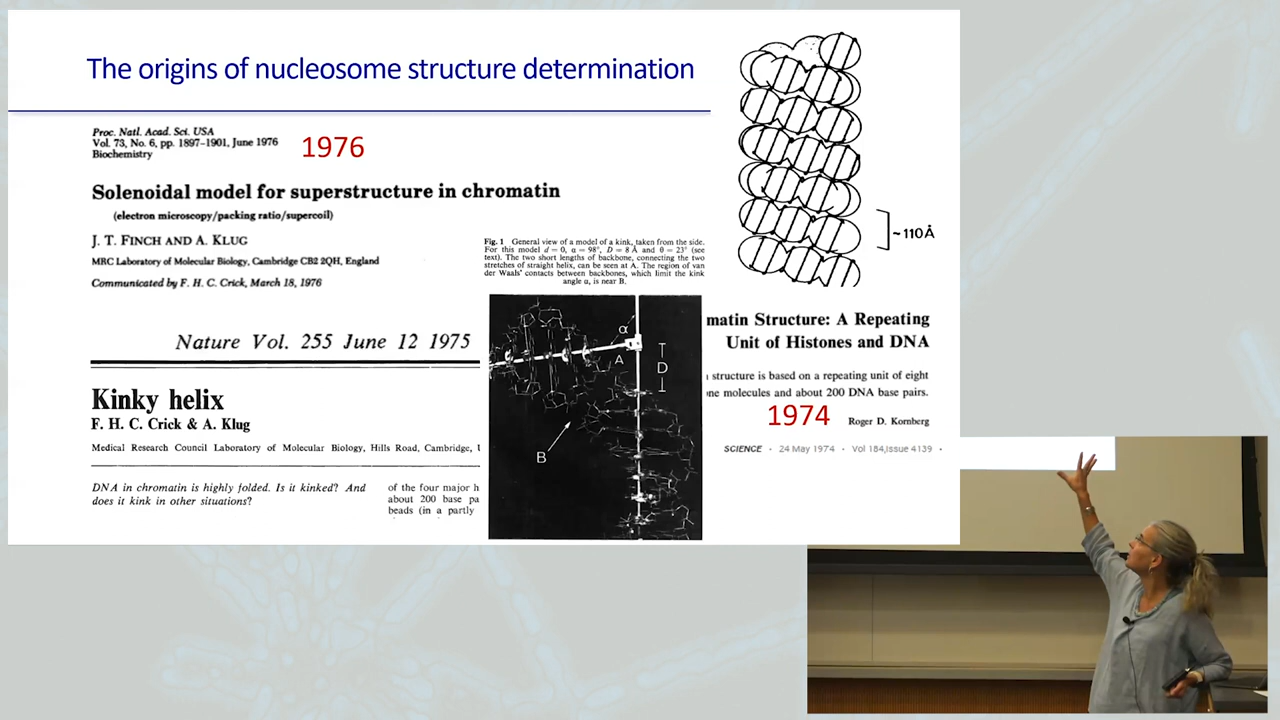 The origins of nucleosome structure determination
Proc. Natl. Acad. Sci. USA
Vol. 73, No. 6, pp. 1897-1901, June 1976
Biochemistry
1976
Solenoidal model for superstructure in chromatin
(electron microscopy/packing ratio/supercoil)
J. T. FINCH AND A. KLUG
MRC Laboratory of Molecular Biology, Cambridge CB2 2QH, England
Communicated by F. H. C. Crick, March 18, 1976
Nature Vol. 255 June 12 1975
Kinky helix
F. H. C. Crick & A. Klug
Medical Research Council Laboratory of Molecular Biology, Hills Road, Cambridge,
DNA in chromatin is highly folded. Is it kinked? And
does it kink in other situations?
of the four major h
about 200 base pa
beads (in a partly
Fig. 1 General view of a model of a kink, taken from the side.
For this model d = 0, α = 98°, D = 8 Å and θ = 23° (see
text). The two short lengths of backbone, connecting the two
stretches of straight helix, can be seen at A. The region of van
der Waals' contacts between backbones, which limit the kink
angle α, is near B.
α
A
D
B
~110Å
matin Structure: A Repeating
Unit of Histones and DNA
structure is based on a repeating unit of eight
ne molecules and about 200 DNA base pairs.
1974
Roger D. Kornberg
SCIENCE · 24 May 1974 · Vol 184, Issue 4139 ·